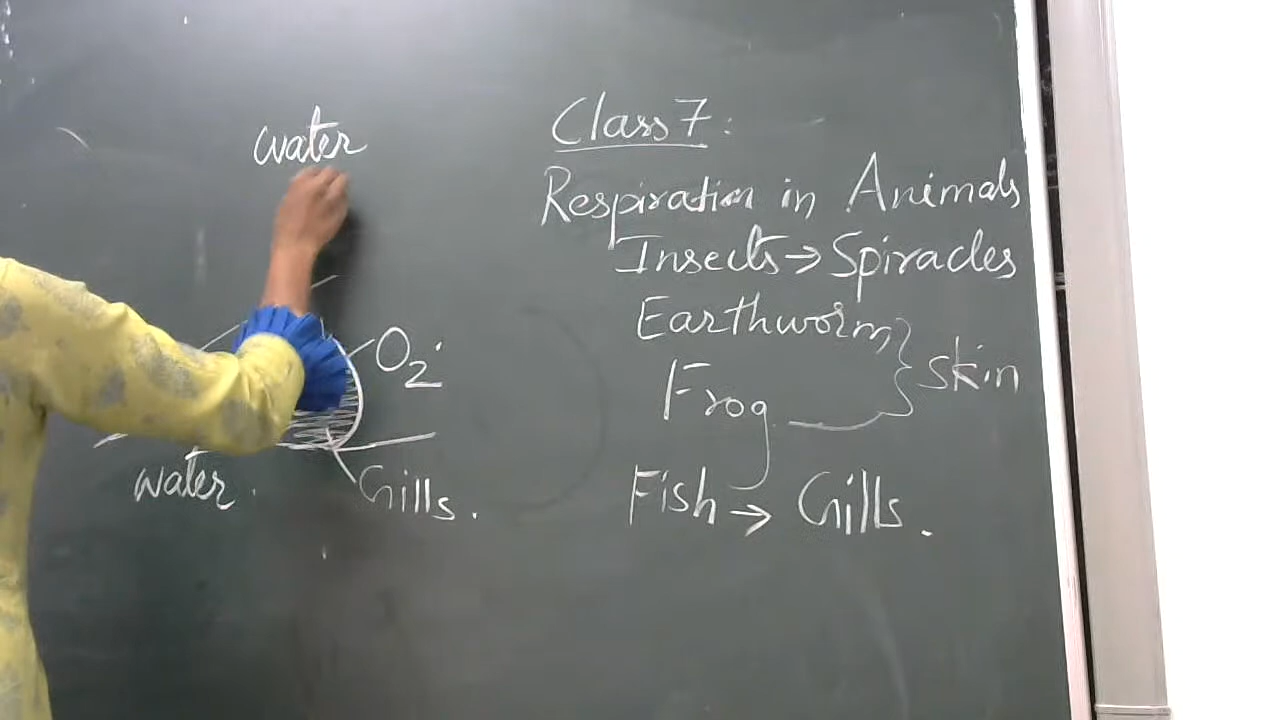 water
O2.
water.
Gills.
Class 7:
Respiration in Animals
Insects → Spiracles
Earthworm } Skin
Frog
Fish → Gills.